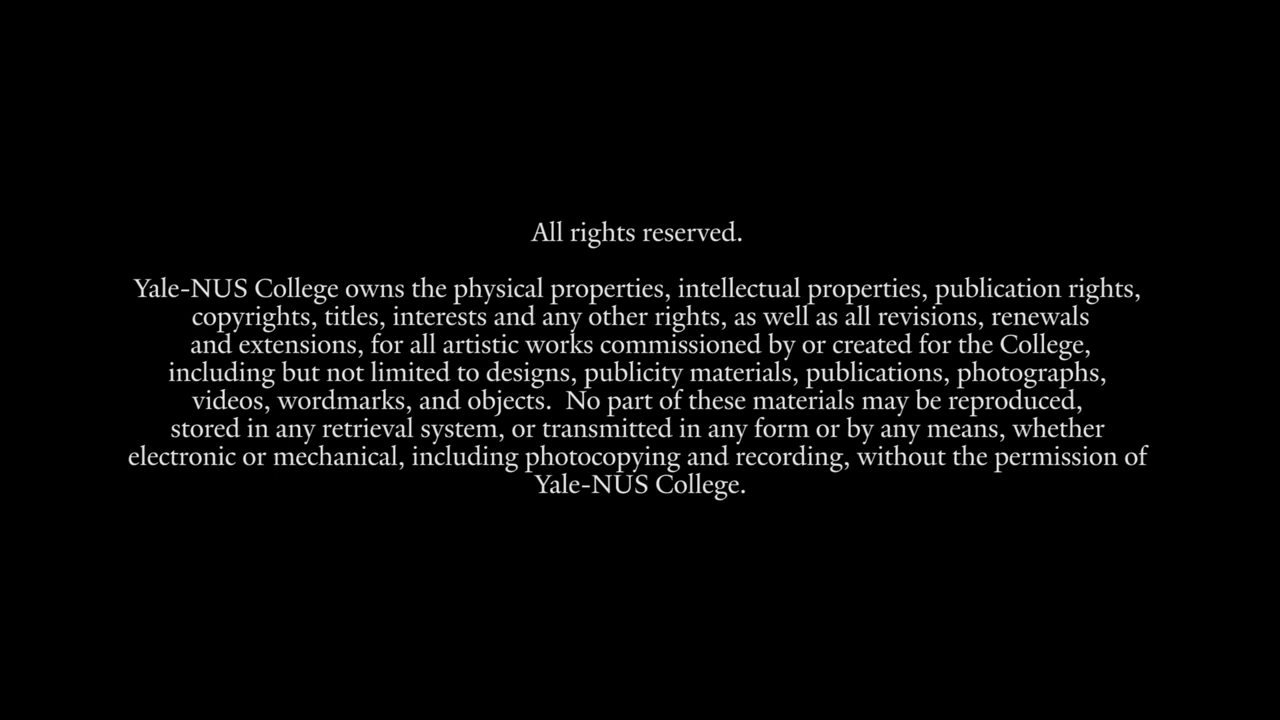 All rights reserved.
Yale-NUS College owns the physical properties, intellectual properties, publication rights,
copyrights, titles, interests and any other rights, as well as all revisions, renewals
and extensions, for all artistic works commissioned by or created for the College,
including but not limited to designs, publicity materials, publications, photographs,
videos, wordmarks, and objects.  No part of these materials may be reproduced,
stored in any retrieval system, or transmitted in any form or by any means, whether
electronic or mechanical, including photocopying and recording, without the permission of
Yale-NUS College.